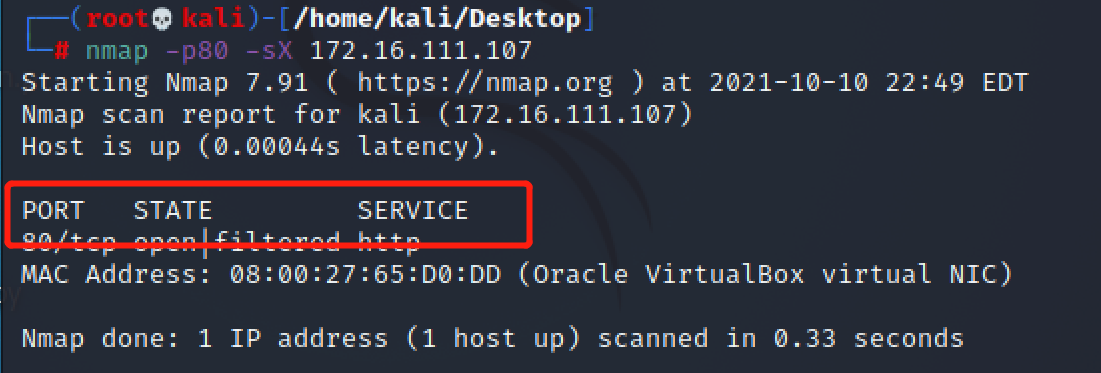 ┌──(root💀kali)-[/home/kali/Desktop]
└─# nmap -p80 -sX 172.16.111.107
Starting Nmap 7.91 ( https://nmap.org ) at 2021-10-10 22:49 EDT
Nmap scan report for kali (172.16.111.107)
Host is up (0.00044s latency).
PORT   STATE         SERVICE
80/tcp open|filtered http
MAC Address: 08:00:27:65:D0:DD (Oracle VirtualBox virtual NIC)
Nmap done: 1 IP address (1 host up) scanned in 0.33 seconds